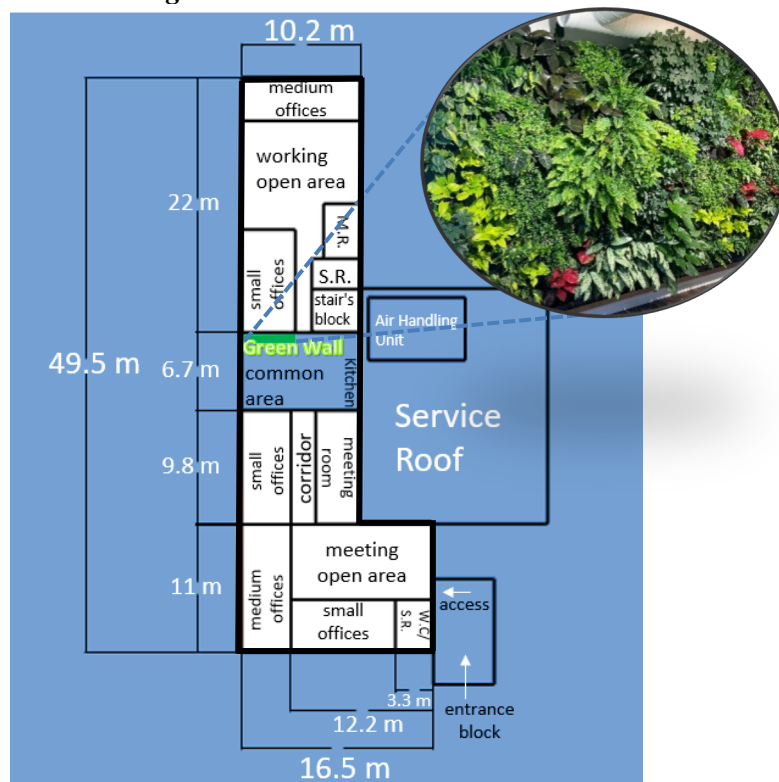 10.2 m
medium
offices
working
open area
22 m
M.R.
small
offices
S.R.
stair's
block
Air Handling
Unit
Green Wall
49.5 m
6.7 m
common
area
Kitchen
Service
Roof
9.8 m
small
offices
corridor
meeting
room
11 m
medium
offices
meeting
open area
small
offices
W.C/
S.R.
access
3.3 m
entrance
block
12.2 m
16.5 m